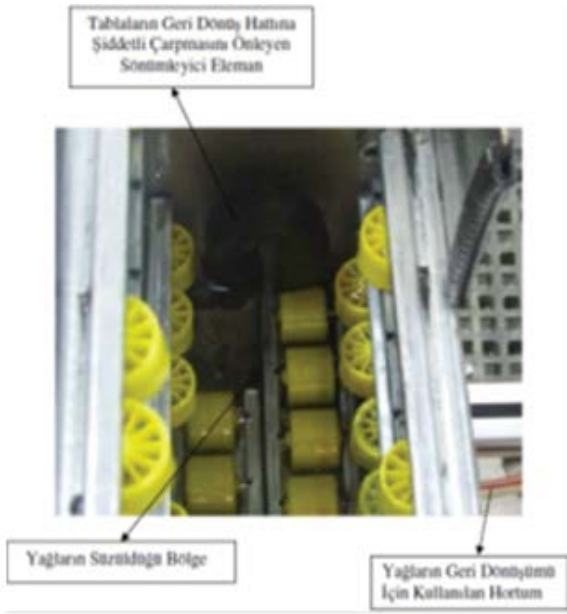 Tablaların Geri Dönüş Hattına
Şiddetli Çarpmasını Önleyen
Sönümleyici Eleman
Yağların Süzüldüğü Bölge
Yağların Geri Dönüşümü
İçin Kullanılan Hortum